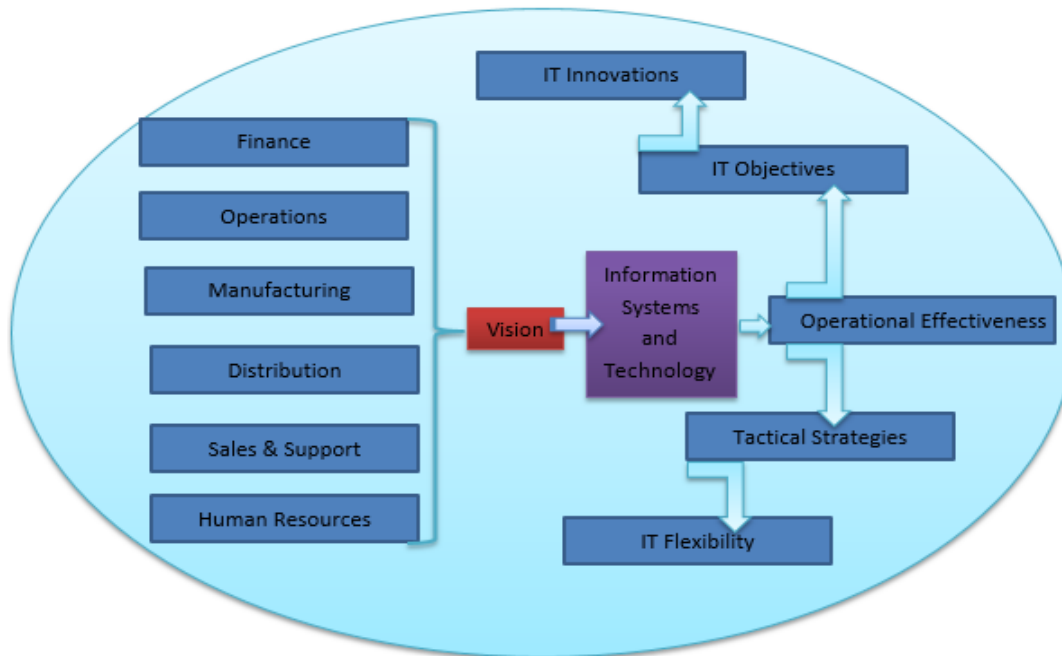 IT Innovations
Finance
IT Objectives
Operations
Manufacturing
Information
Systems
and
Technology
Vision
Operational Effectiveness
Distribution
Tactical Strategies
Sales & Support
Human Resources
IT Flexibility